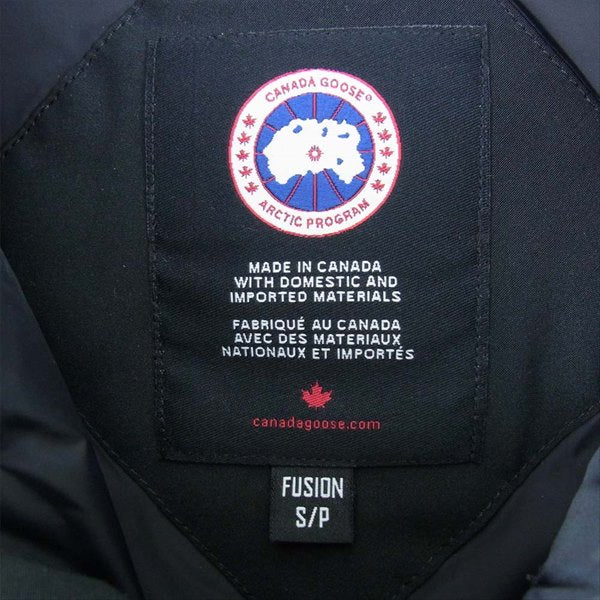 CANADA GOOSE®
ARCTIC PROGRAM
MADE IN CANADA
WITH DOMESTIC AND
IMPORTED MATERIALS
FABRIQUÉ AU CANADA
AVEC DES MATERIAUX
NATIONAUX ET IMPORTÉS
canadagoose.com
FUSION
S/P